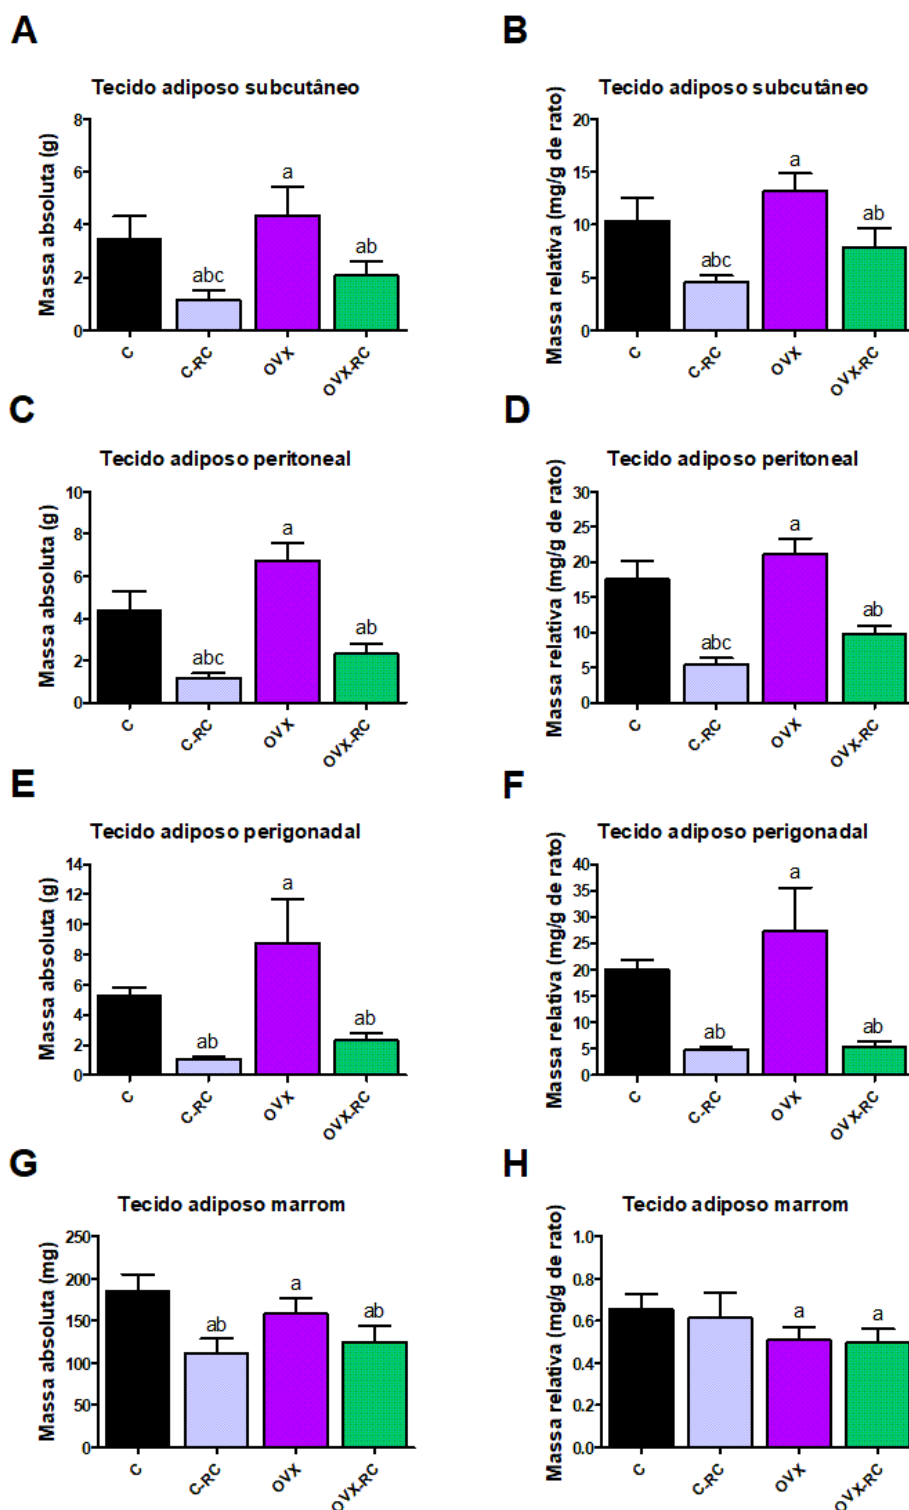 A
Tecido adiposo subcutâneo
Massa absoluta (g)
8
6
4
2
0
a
abc
ab
C
C-RC
OVX
OVX-RC
B
Tecido adiposo subcutâneo
Massa relativa (mg/g de rato)
20
15
10
5
0
a
abc
ab
C
C-RC
OVX
OVX-RC
C
Tecido adiposo peritoneal
Massa absoluta (g)
10
8
6
4
2
0
a
abc
ab
C
C-RC
OVX
OVX-RC
D
Tecido adiposo peritoneal
Massa relativa (mg/g de rato)
30
25
20
15
10
5
0
a
abc
ab
C
C-RC
OVX
OVX-RC
E
Tecido adiposo perigonadal
Massa absoluta (g)
14
12
10
8
6
4
2
0
a
ab
ab
C
C-RC
OVX
OVX-RC
F
Tecido adiposo perigonadal
Massa relativa (mg/g de rato)
40
35
30
25
20
15
10
5
0
a
ab
ab
C
C-RC
OVX
OVX-RC
G
Tecido adiposo marrom
Massa absoluta (mg)
250
200
150
100
50
0
ab
a
ab
C
C-RC
OVX
OVX-RC
H
Tecido adiposo marrom
Massa relativa (mg/g de rato)
1.0
0.8
0.6
0.4
0.2
0.0
a
a
C
C-RC
OVX
OVX-RC